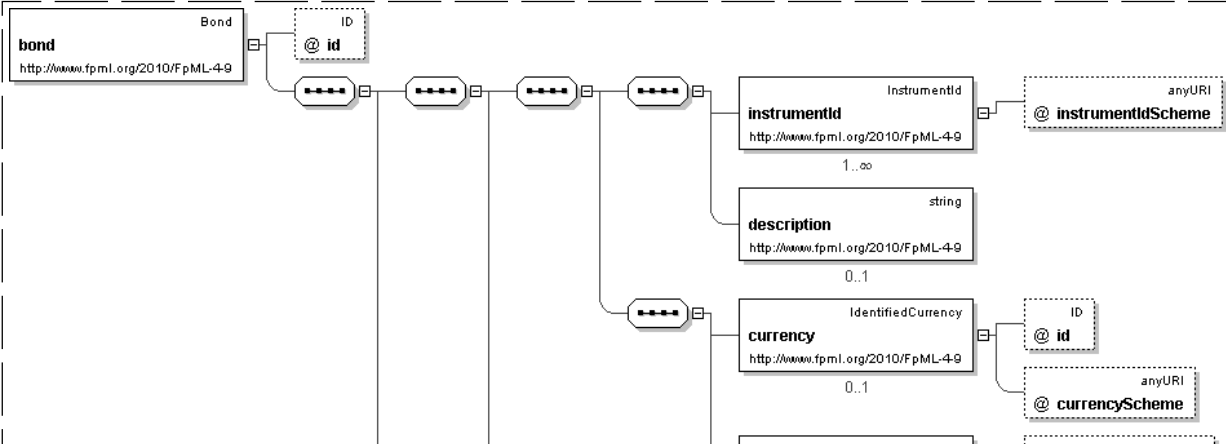 Bond
bond
http://www.fpml.org/2010/FpML-4-9
ID
@ id
InstrumentId
instrumentId
http://www.fpml.org/2010/FpML-4-9
1..∞
anyURI
@ instrumentIdScheme
string
description
http://www.fpml.org/2010/FpML-4-9
0..1
IdentifiedCurrency
currency
http://www.fpml.org/2010/FpML-4-9
0..1
ID
@ id
anyURI
@ currencyScheme